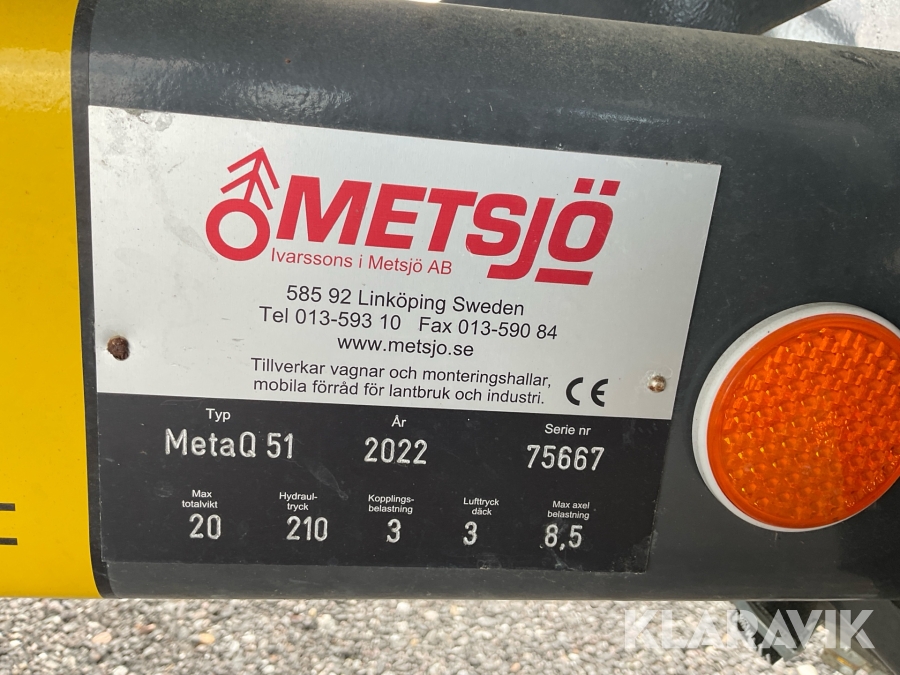 METSJÖ
Ivarssons i Metsjö AB
585 92 Linköping Sweden
Tel 013-593 10 Fax 013-590 84
www.metsjo.se
Tillverkar vagnar och monteringshallar,
mobila förråd för lantbruk och industri. CE
Typ År Serie nr
MetaQ 51 2022 75667
Max Hydraul- Kopplings- Lufttryck Max axel
totalvikt tryck belastning däck belastning
20 210 3 3 8,5
KLARAVIK